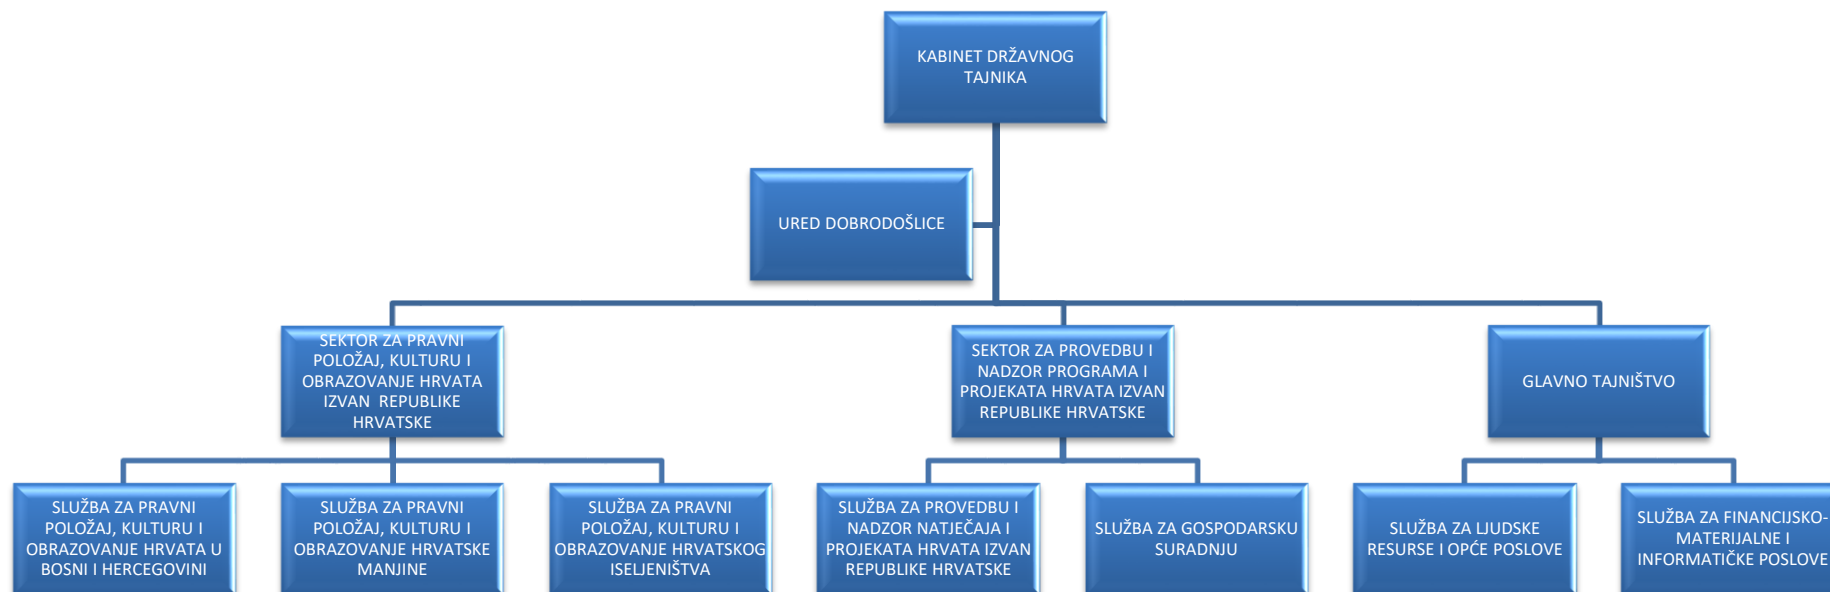 KABINET DRŽAVNOG
TAJNIKA
URED DOBRODOŠLICE
SEKTOR ZA PRAVNI
POLOŽAJ, KULTURU I
OBRAZOVANJE HRVATA
IZVAN REPUBLIKE
HRVATSKE
SEKTOR ZA PROVEDBU I
NADZOR PROGRAMA I
PROJEKATA HRVATA IZVAN
REPUBLIKE HRVATSKE
GLAVNO TAJNIŠTVO
SLUŽBA ZA PRAVNI
POLOŽAJ, KULTURU I
OBRAZOVANJE HRVATA U
BOSNI I HERCEGOVINI
SLUŽBA ZA PRAVNI
POLOŽAJ, KULTURU I
OBRAZOVANJE HRVATSKE
MANJINE
SLUŽBA ZA PRAVNI
POLOŽAJ, KULTURU I
OBRAZOVANJE HRVATSKOG
ISELJENIŠTVA
SLUŽBA ZA PROVEDBU I
NADZOR NATJEČAJA I
PROJEKATA HRVATA IZVAN
REPUBLIKE HRVATSKE
SLUŽBA ZA GOSPODARSKU
SURADNJU
SLUŽBA ZA LJUDSKE
RESURSE I OPĆE POSLOVE
SLUŽBA ZA FINANCIJSKO-
MATERIJALNE I
INFORMATIČKE POSLOVE